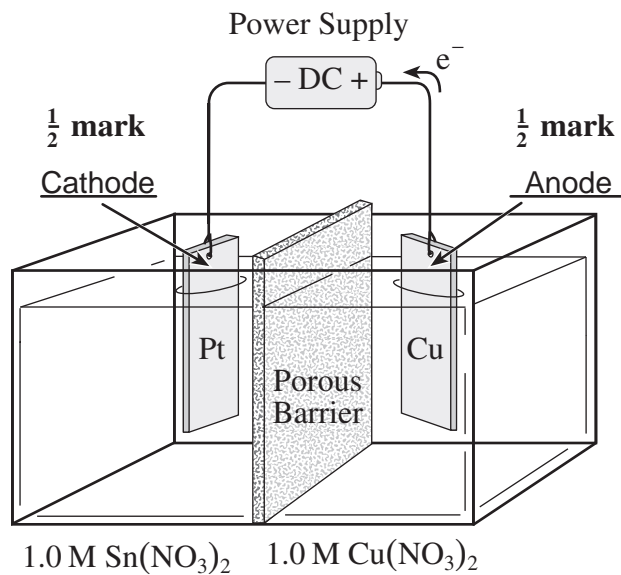 Power Supply
– DC +
e⁻
½ mark
½ mark
Cathode
Anode
Pt
Cu
Porous
Barrier
1.0 M Sn(NO₃)₂
1.0 M Cu(NO₃)₂